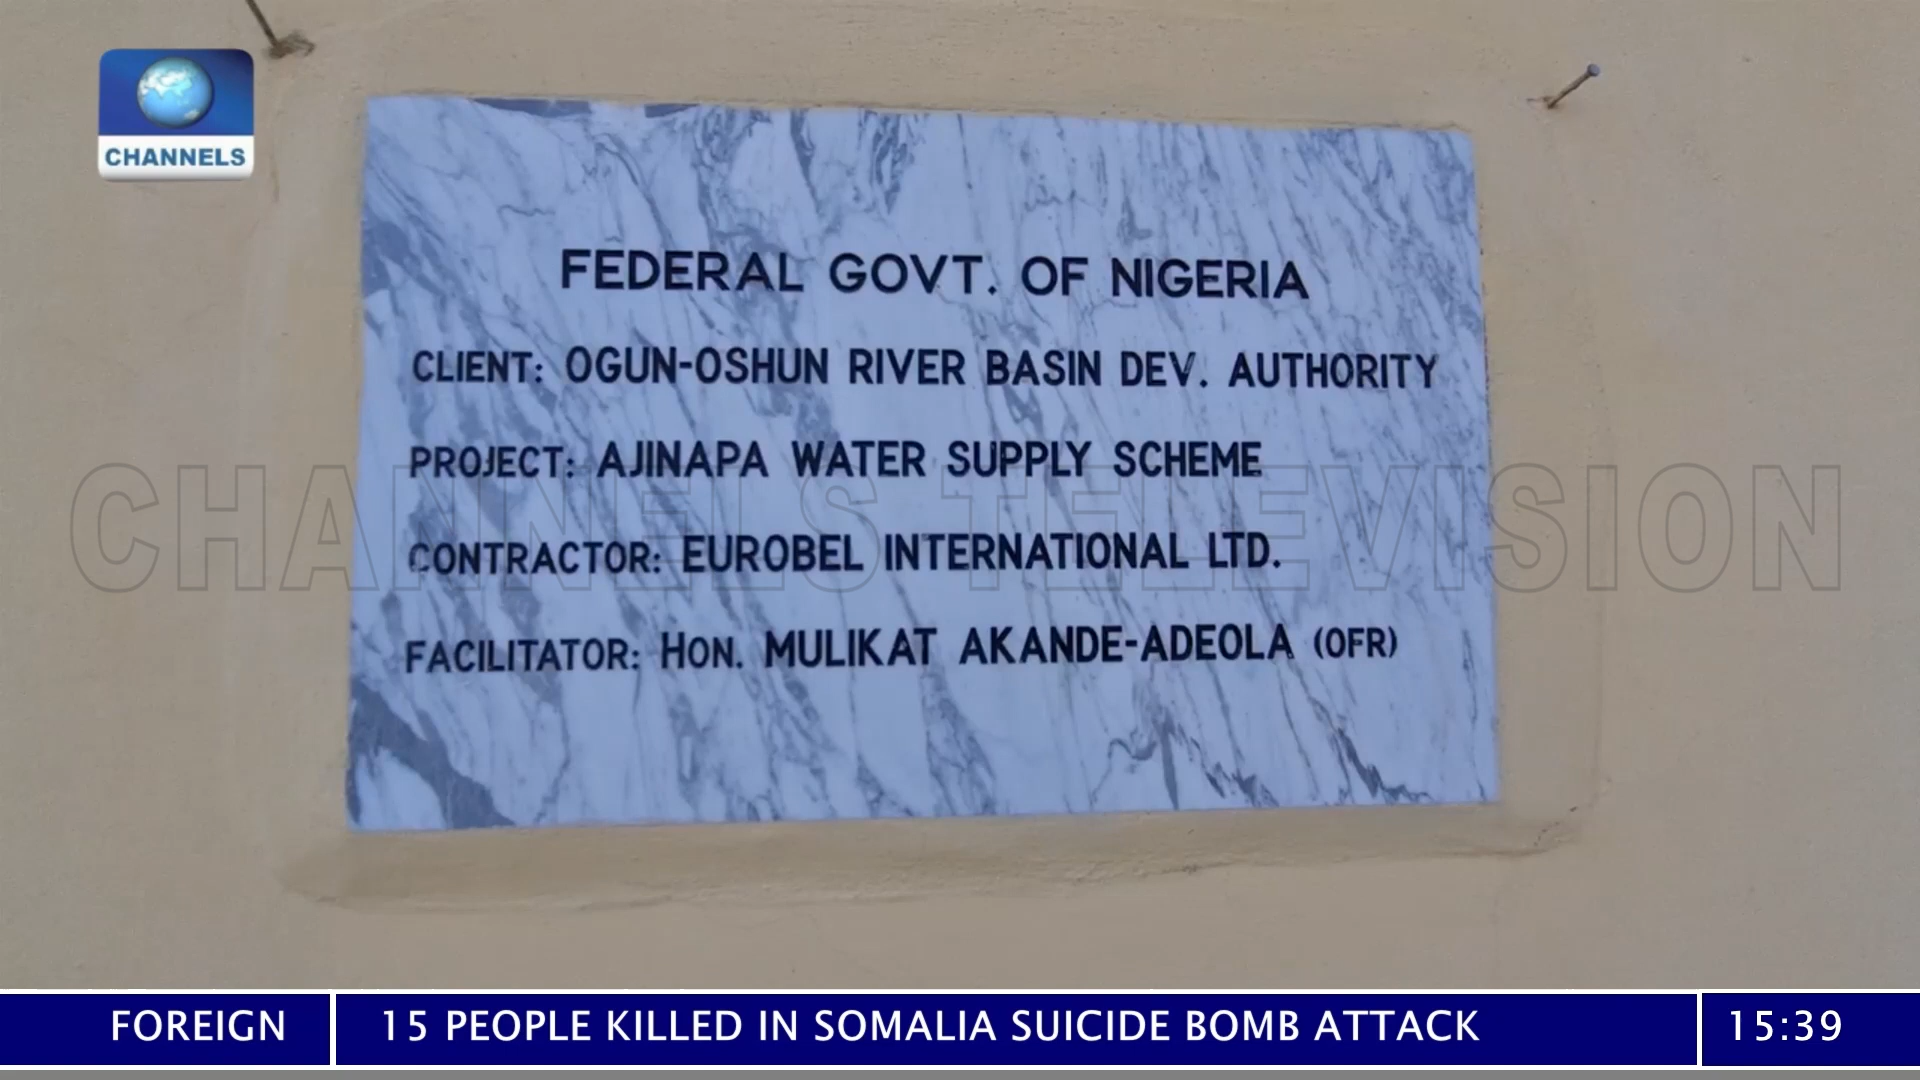 CHANNELS
FEDERAL GOVT. OF NIGERIA
CLIENT: OGUN-OSHUN RIVER BASIN DEV. AUTHORITY
PROJECT: AJINAPA WATER SUPPLY SCHEME
CHANNELS TELEVISION
CONTRACTOR: EUROBEL INTERNATIONAL LTD.
FACILITATOR: HON. MULIKAT AKANDE-ADEOLA (OFR)
FOREIGN
15 PEOPLE KILLED IN SOMALIA SUICIDE BOMB ATTACK
15:39